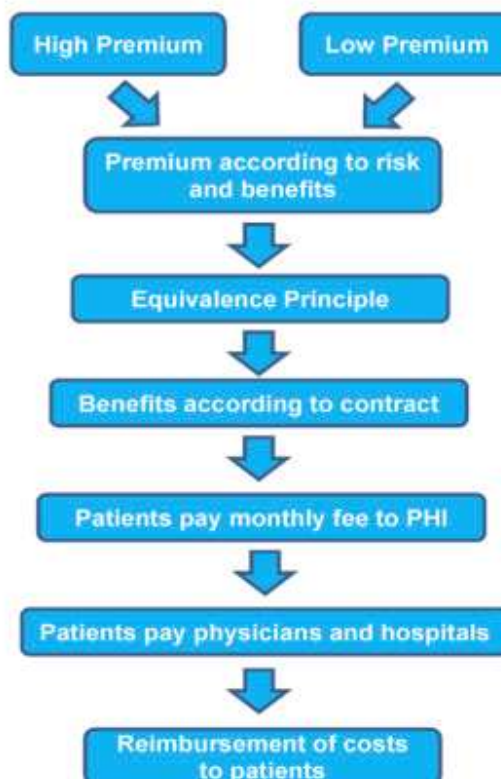 High Premium
Low Premium
Premium according to risk
and benefits
Equivalence Principle
Benefits according to contract
Patients pay monthly fee to PHI
Patients pay physicians and hospitals
Reimbursement of costs
to patients